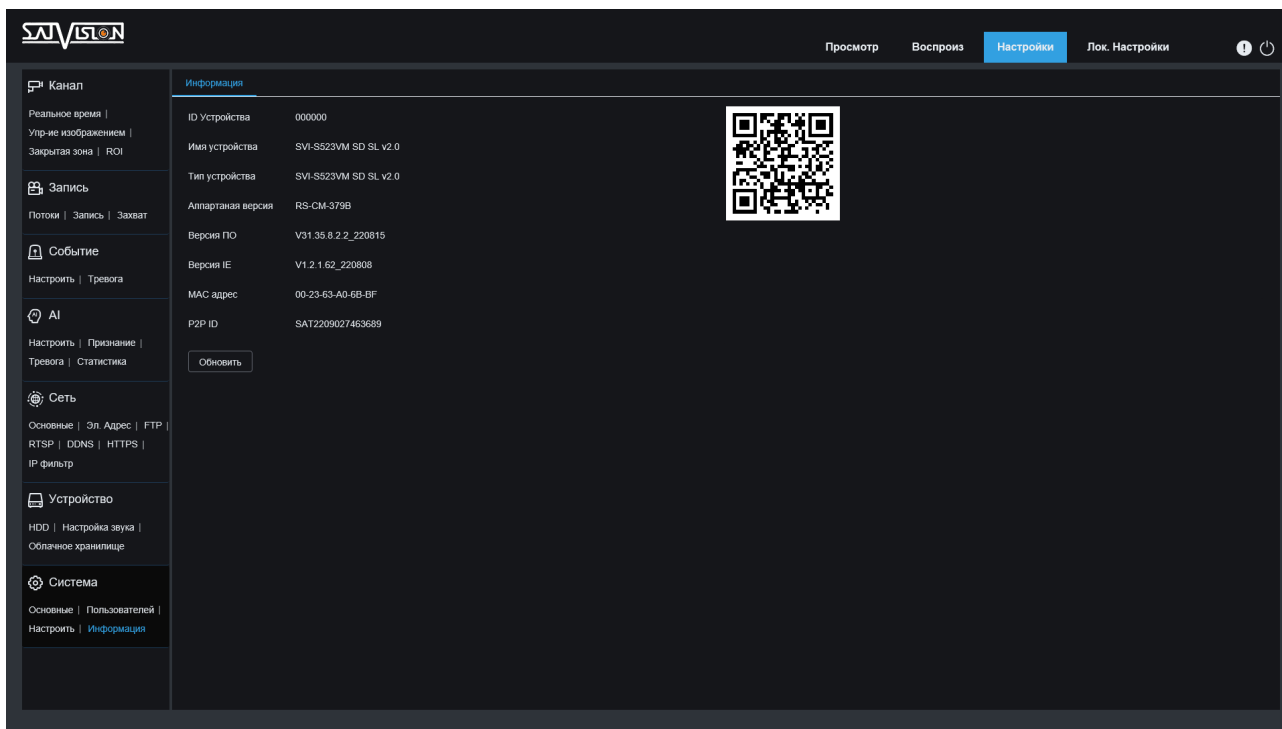 SATVISION
Просмотр Воспроиз Настройки Лок. Настройки
Канал
Реальное время |
Упр-ие изображением |
Закрытая зона | ROI
Запись
Потоки | Запись | Захват
Событие
Настроить | Тревога
AI
Настроить | Признание |
Тревога | Статистика
Сеть
Основные | Эл. Адрес | FTP |
RTSP | DDNS | HTTPS |
IP фильтр
Устройство
HDD | Настройка звука |
Облачное хранилище
Система
Основные | Пользователей |
Настроить | Информация
Информация
ID Устройства 000000
Имя устройства SVI-S523VM SD SL v2.0
Тип устройства SVI-S523VM SD SL v2.0
Аппартаная версия RS-CM-379B
Версия ПО V31.35.8.2.2_220815
Версия IE V1.2.1.62_220808
MAC адрес 00-23-63-A0-6B-BF
P2P ID SAT2209027463689
Обновить